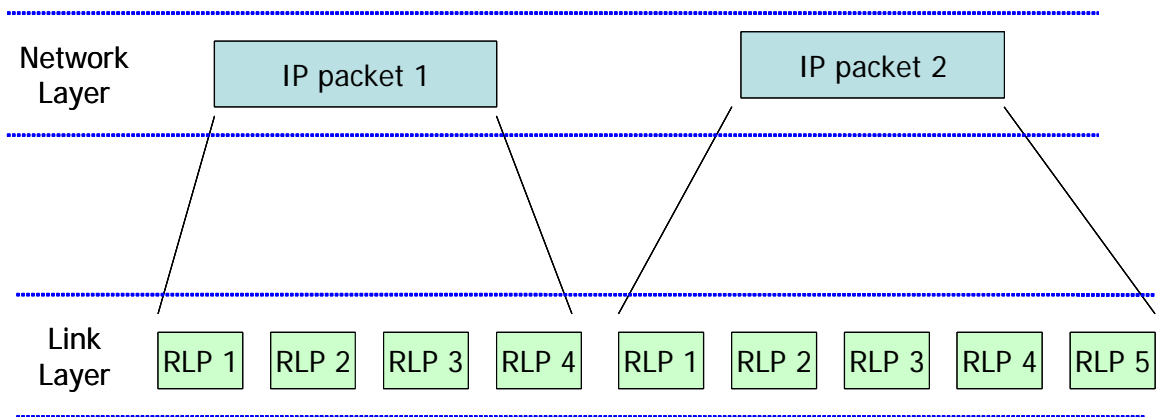 Network
Layer
IP packet 1
IP packet 2
Link
Layer
RLP 1
RLP 2
RLP 3
RLP 4
RLP 1
RLP 2
RLP 3
RLP 4
RLP 5